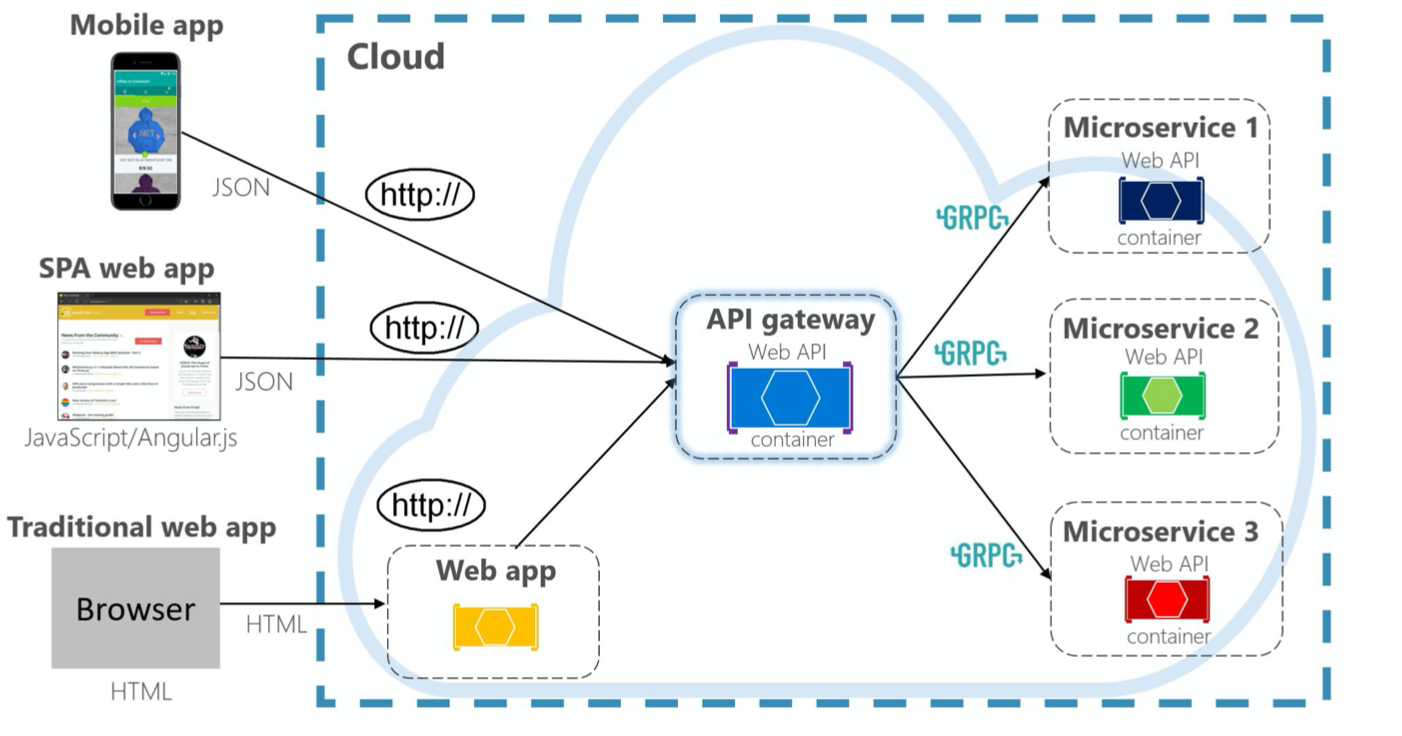 Mobile app
Cloud
JSON
http://
SPA web app
http://
JSON
JavaScript/Angular.js
Traditional web app
Browser
HTML
HTML
http://
Web app
API gateway
Web API
container
GRPC
Microservice 1
Web API
container
GRPC
Microservice 2
Web API
container
GRPC
Microservice 3
Web API
container